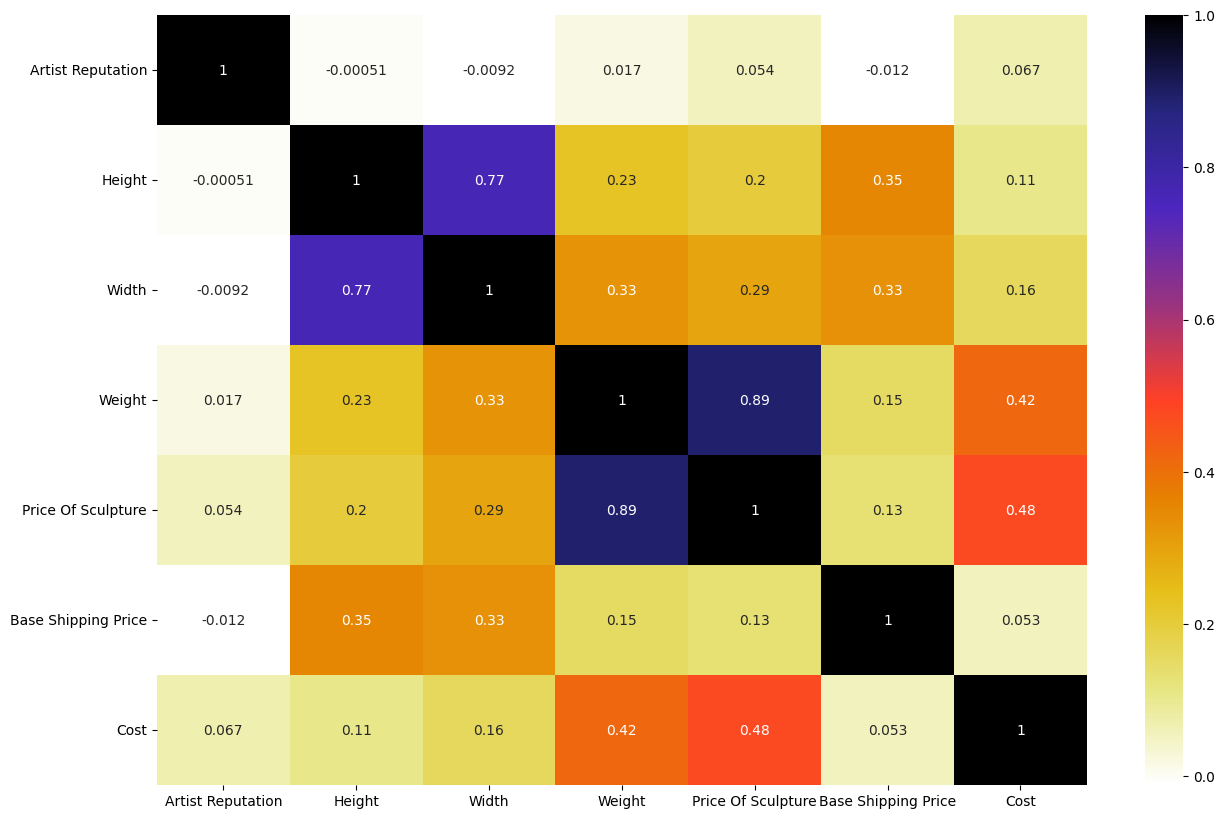 Artist Reputation 1 -0.00051 -0.0092 0.017 0.054 -0.012 0.067
Height -0.00051 1 0.77 0.23 0.2 0.35 0.11
Width -0.0092 0.77 1 0.33 0.29 0.33 0.16
Weight 0.017 0.23 0.33 1 0.89 0.15 0.42
Price Of Sculpture 0.054 0.2 0.29 0.89 1 0.13 0.48
Base Shipping Price -0.012 0.35 0.33 0.15 0.13 1 0.053
Cost 0.067 0.11 0.16 0.42 0.48 0.053 1
Artist Reputation Height Width Weight Price Of Sculpture Base Shipping Price Cost
1.0
0.8
0.6
0.4
0.2
0.0